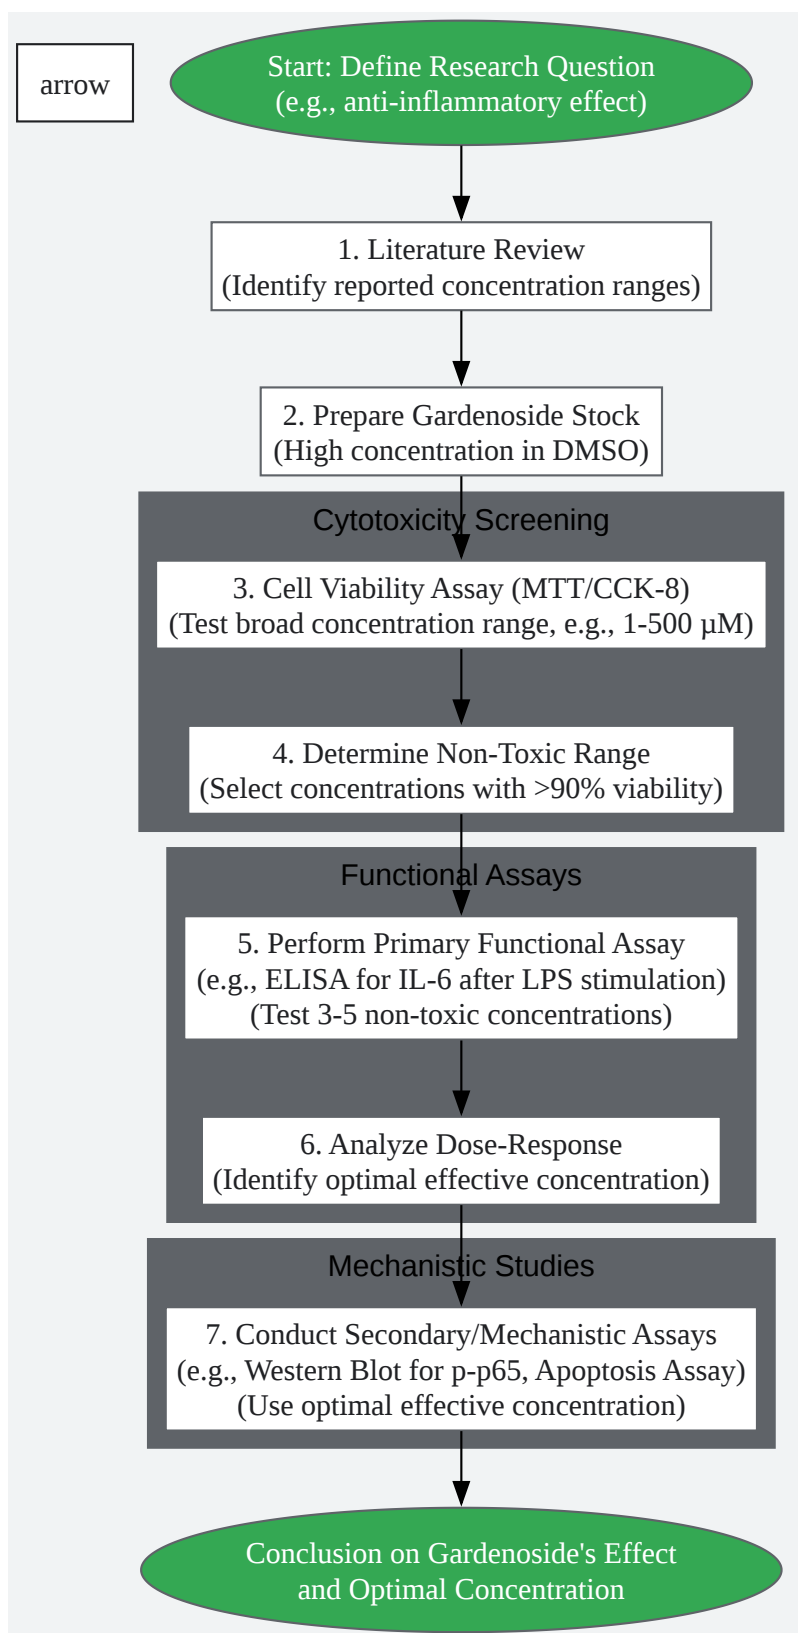 arrow
Start: Define Research Question
(e.g., anti-inflammatory effect)
1. Literature Review
(Identify reported concentration ranges)
2. Prepare Gardenoside Stock
(High concentration in DMSO)
Cytotoxicity Screening
3. Cell Viability Assay (MTT/CCK-8)
(Test broad concentration range, e.g., 1-500 µM)
4. Determine Non-Toxic Range
(Select concentrations with >90% viability)
Functional Assays
5. Perform Primary Functional Assay
(e.g., ELISA for IL-6 after LPS stimulation)
(Test 3-5 non-toxic concentrations)
6. Analyze Dose-Response
(Identify optimal effective concentration)
Mechanistic Studies
7. Conduct Secondary/Mechanistic Assays
(e.g., Western Blot for p-p65, Apoptosis Assay)
(Use optimal effective concentration)
Conclusion on Gardenoside's Effect
and Optimal Concentration